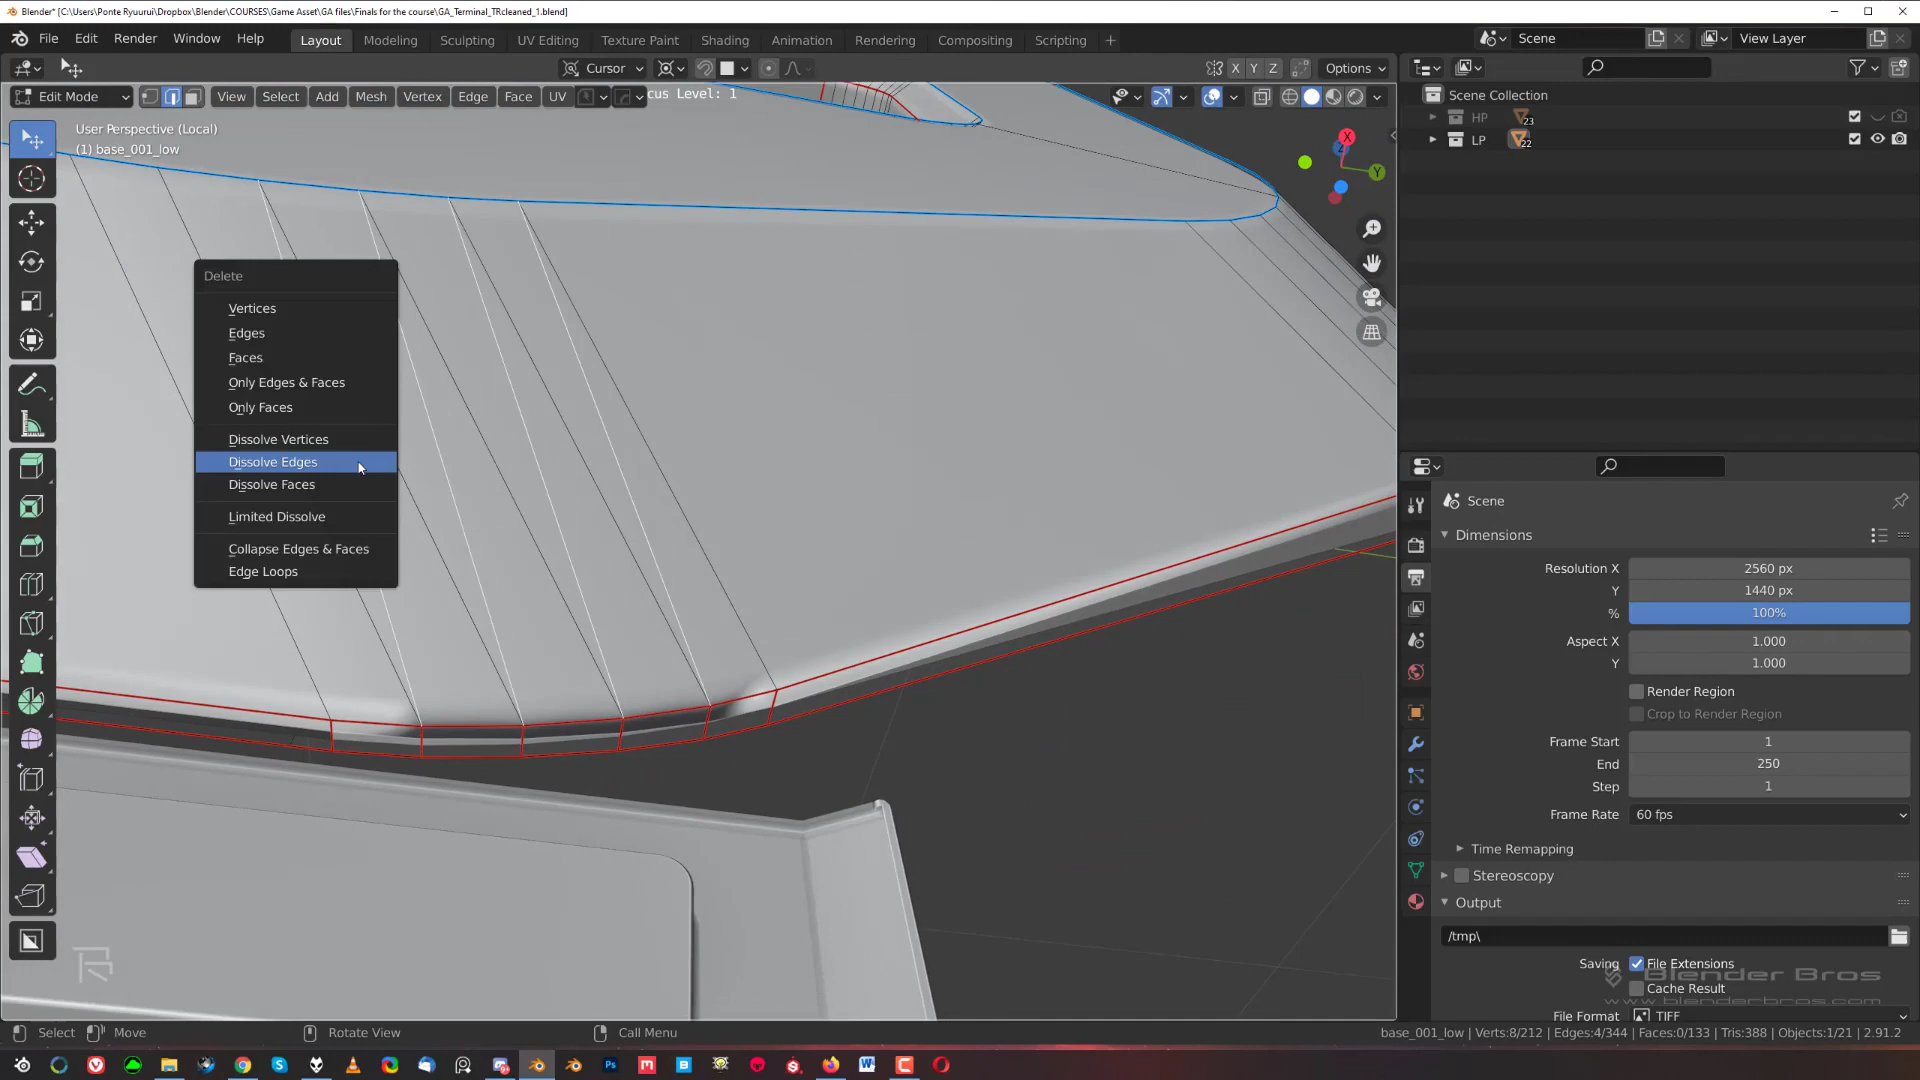 Blender* [C:\Users\Ponte Ryuurui\Dropbox\Blender\COURSES\Game Asset\GA files\Finals for the course\GA_Terminal_TRcleaned_1.blend]
File Edit Render Window Help Layout Modeling Sculpting UV Editing Texture Paint Shading Animation Rendering Compositing Scripting + Scene View Layer
Cursor X Y Z Options
Edit Mode View Select Add Mesh Vertex Edge Face UV cus Level: 1
User Perspective (Local)
(1) base_001_low
Scene Collection
HP 23
LP 22
X
Y
Z
Delete
Vertices
Edges
Faces
Only Edges & Faces
Only Faces
Dissolve Vertices
Dissolve Edges
Dissolve Faces
Limited Dissolve
Collapse Edges & Faces
Edge Loops
Scene
Dimensions
Resolution X 2560 px
Y 1440 px
% 100%
Aspect X 1.000
Y 1.000
Render Region
Crop to Render Region
Frame Start 1
End 250
Step 1
Frame Rate 60 fps
Time Remapping
Stereoscopy
Output
/tmp\
Saving File Extensions
Blender Bros
Cache Result
www.blenderbros.com
File Format TIFF
Select Move Rotate View Call Menu base_001_low | Verts:8/212 | Edges:4/344 | Faces:0/133 | Tris:388 | Objects:1/21 | 2.91.2